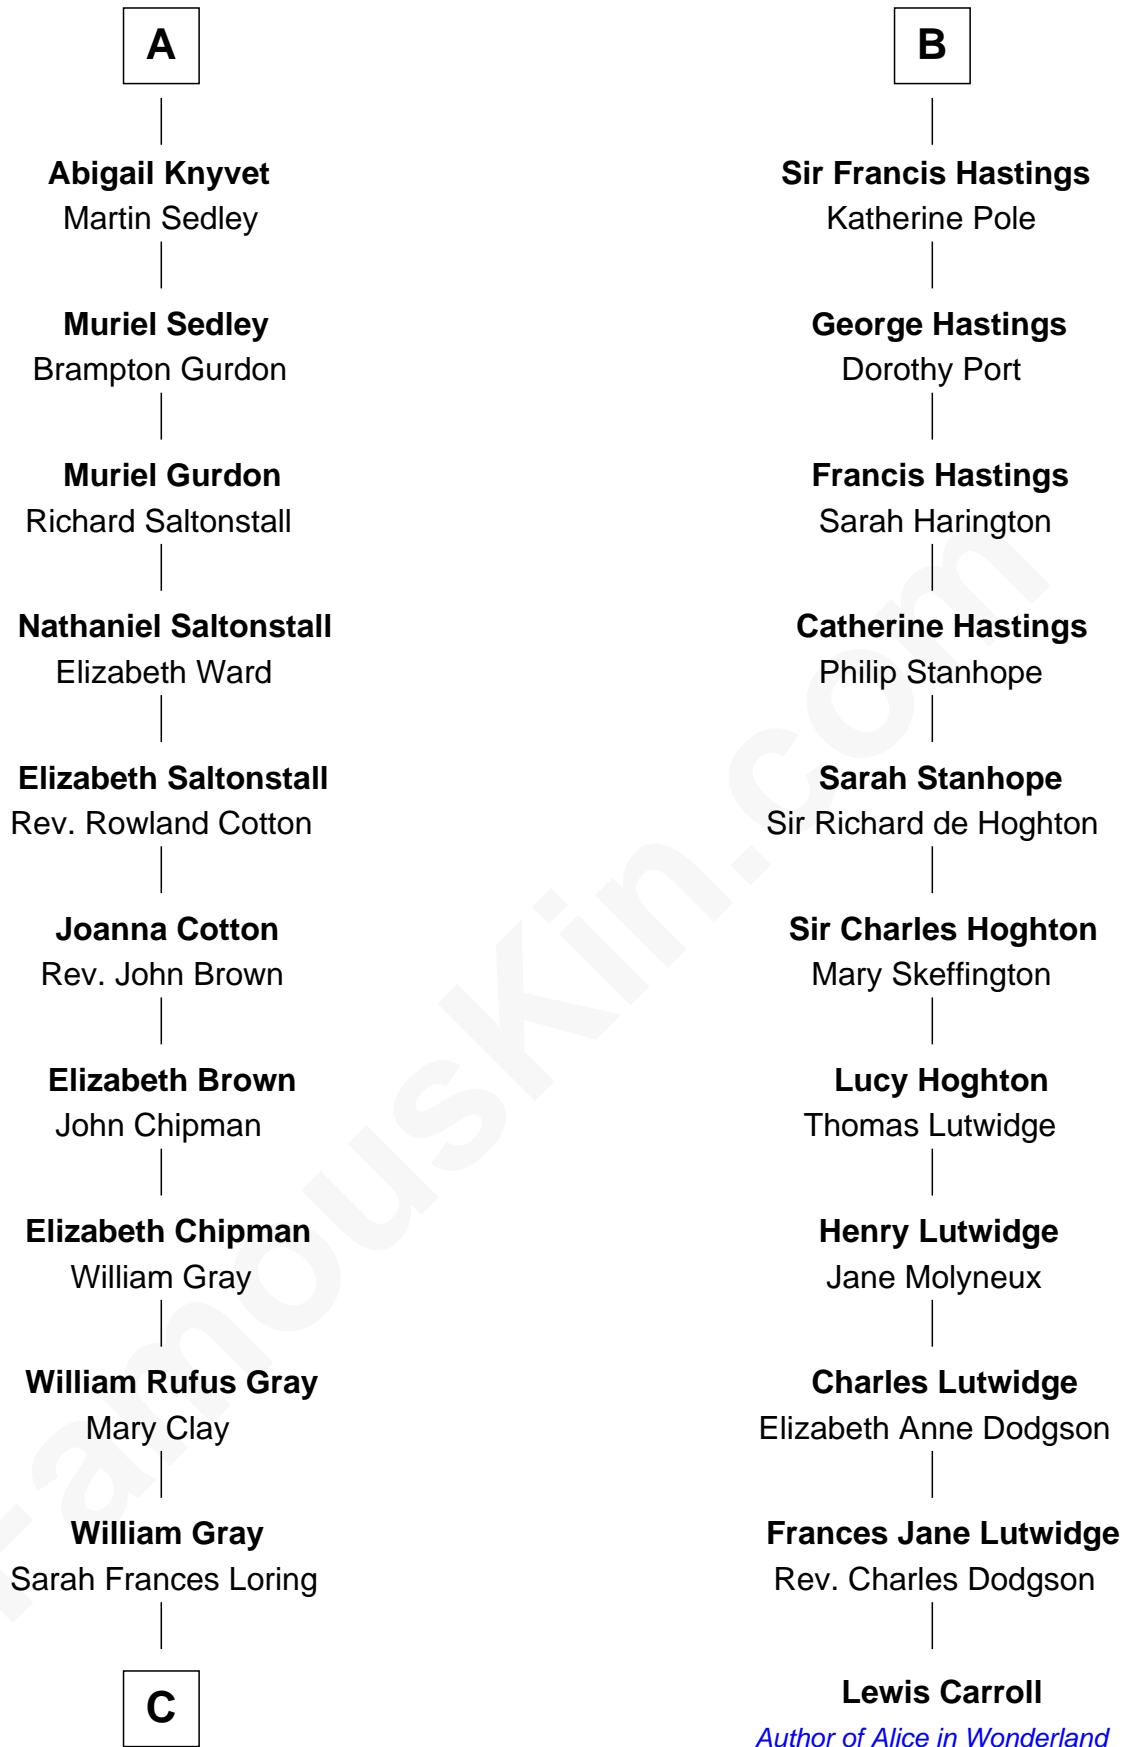 A
Abigail Knyvet
Martin Sedley
Muriel Sedley
Brampton Gurdon
Muriel Gurdon
Richard Saltonstall
Nathaniel Saltonstall
Elizabeth Ward
Elizabeth Saltonstall
Rev. Rowland Cotton
Joanna Cotton
Rev. John Brown
Elizabeth Brown
John Chipman
Elizabeth Chipman
William Gray
William Rufus Gray
Mary Clay
William Gray
Sarah Frances Loring
C
B
Sir Francis Hastings
Katherine Pole
George Hastings
Dorothy Port
Francis Hastings
Sarah Harington
Catherine Hastings
Philip Stanhope
Sarah Stanhope
Sir Richard de Hoghton
Sir Charles Hoghton
Mary Skeffington
Lucy Hoghton
Thomas Lutwidge
Henry Lutwidge
Jane Molyneux
Charles Lutwidge
Elizabeth Anne Dodgson
Frances Jane Lutwidge
Rev. Charles Dodgson
Lewis Carroll
Author of Alice in Wonderland
FamousKin.com